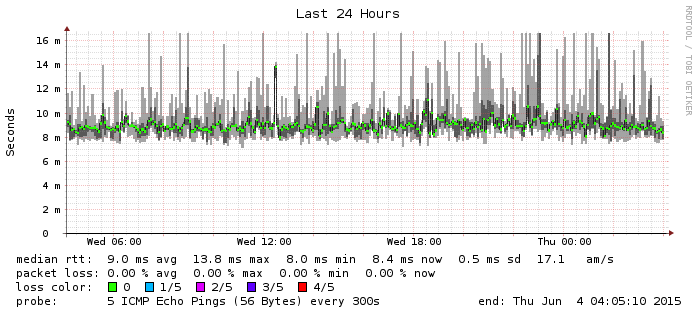 Last 24 Hours
RRDTOOL / TOBI OETIKER
Seconds
16 m
14 m
12 m
10 m
8 m
6 m
4 m
2 m
0
Wed 06:00 Wed 12:00 Wed 18:00 Thu 00:00
median rtt: 9.0 ms avg 13.8 ms max 8.0 ms min 8.4 ms now 0.5 ms sd 17.1 am/s
packet loss: 0.00 % avg 0.00 % max 0.00 % min 0.00 % now
loss color: 0 1/5 2/5 3/5 4/5
probe: 5 ICMP Echo Pings (56 Bytes) every 300s end: Thu Jun 4 04:05:10 2015